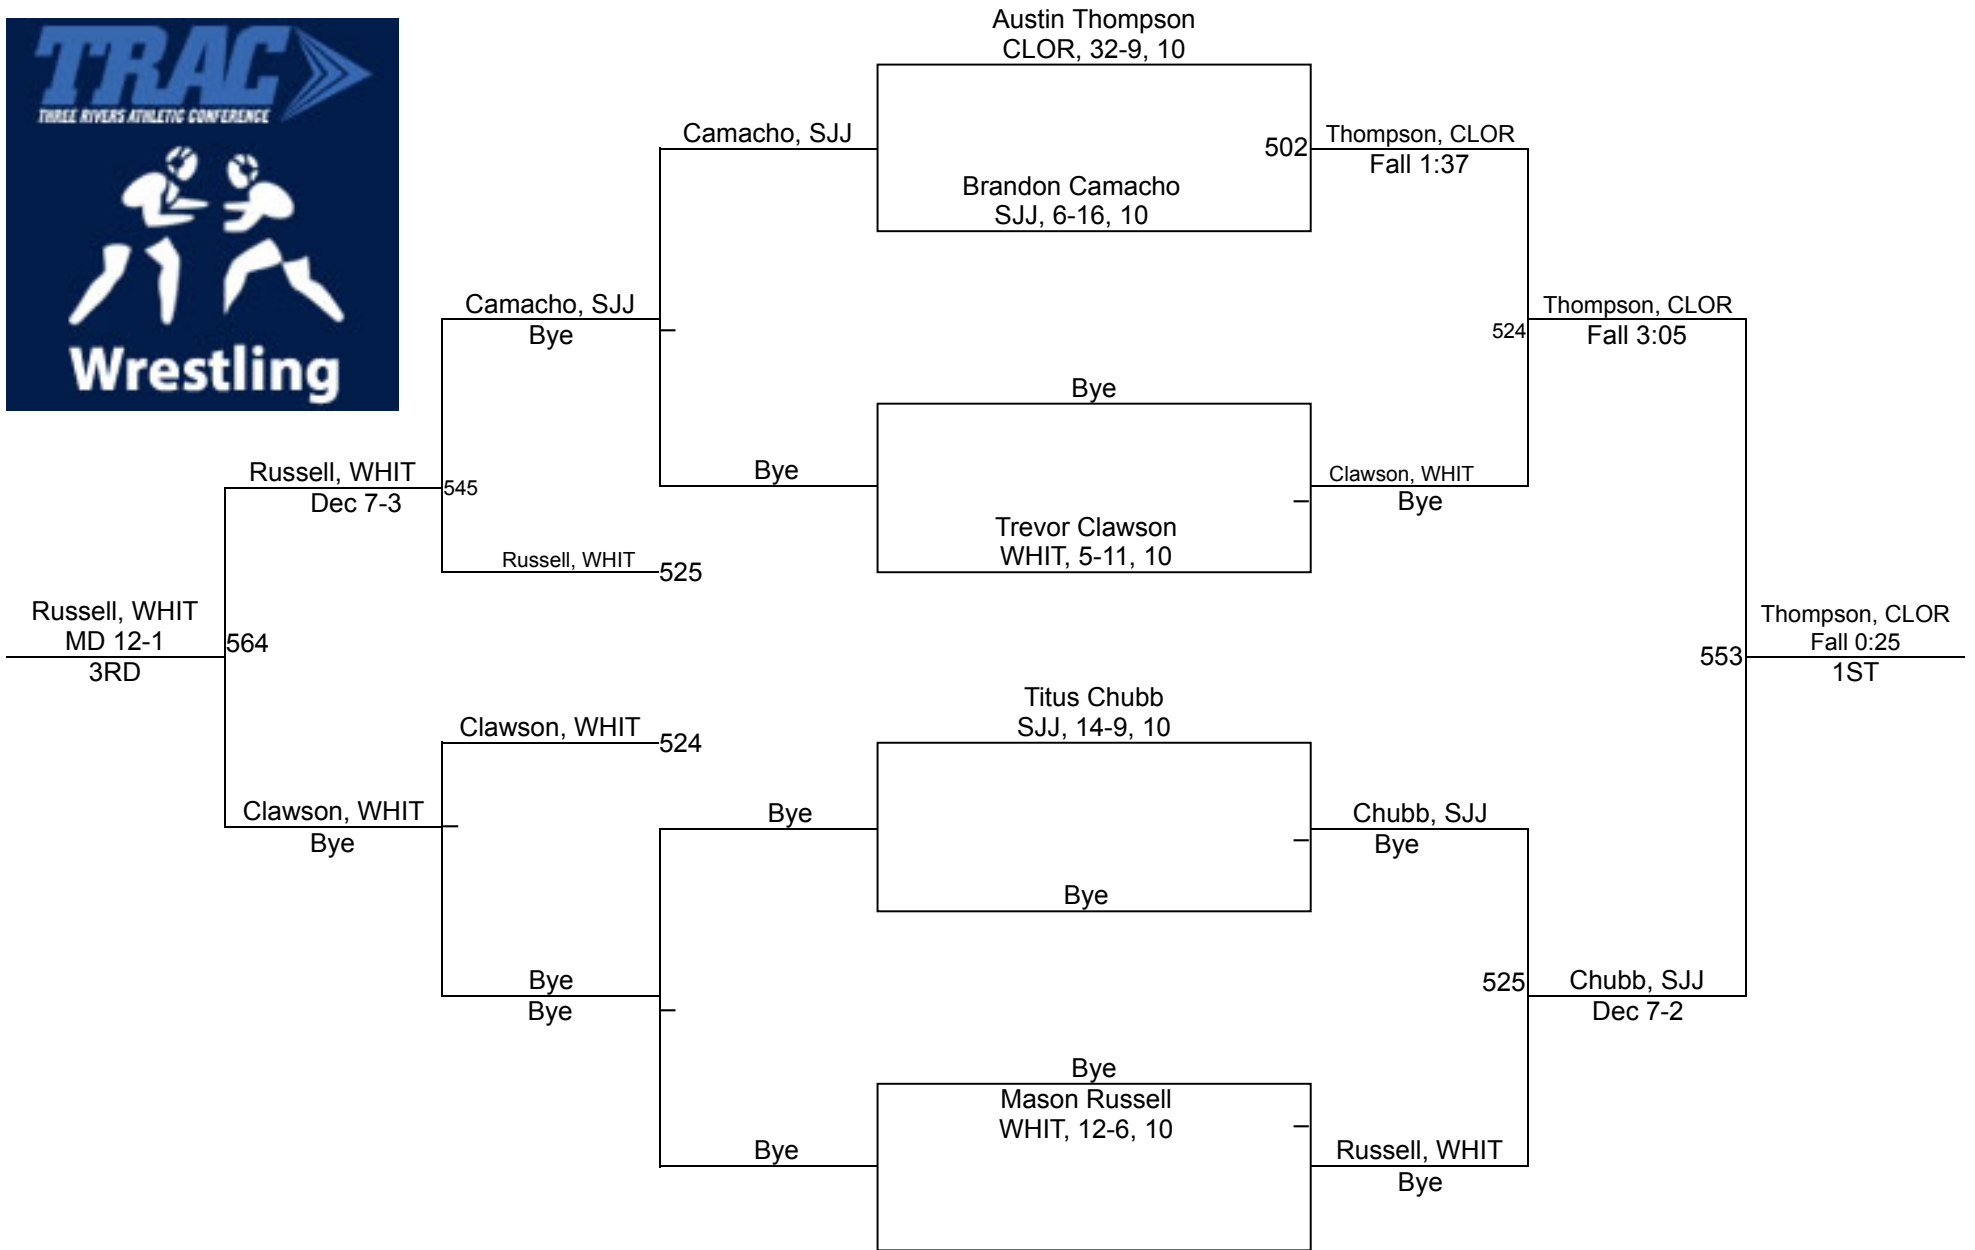 TRAC
THREE RIVERS ATHLETIC CONFERENCE
Wrestling
Austin Thompson
CLOR, 32-9, 10
Camacho, SJJ
502
Thompson, CLOR
Fall 1:37
Brandon Camacho
SJJ, 6-16, 10
Camacho, SJJ
Bye
524
Thompson, CLOR
Fall 3:05
Bye
Russell, WHIT
Dec 7-3
545
Bye
Clawson, WHIT
Bye
Trevor Clawson
WHIT, 5-11, 10
Russell, WHIT
525
Russell, WHIT
MD 12-1
3RD
564
553
Thompson, CLOR
Fall 0:25
1ST
Titus Chubb
SJJ, 14-9, 10
Clawson, WHIT
524
Clawson, WHIT
Bye
Bye
Chubb, SJJ
Bye
Bye
Bye
Bye
525
Chubb, SJJ
Dec 7-2
Bye
Mason Russell
WHIT, 12-6, 10
Bye
Russell, WHIT
Bye